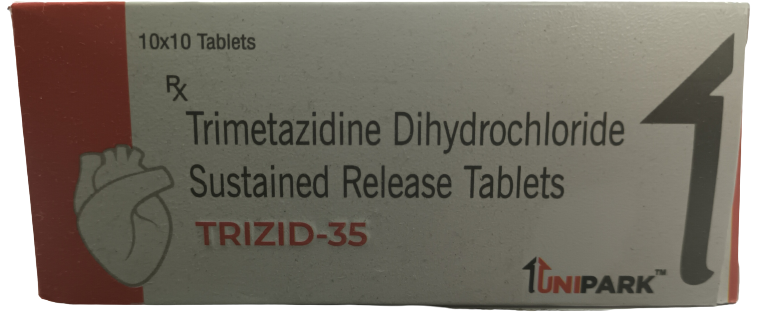 10x10 Tablets
Rx
Trimetazidine Dihydrochloride
Sustained Release Tablets
TRIZID-35
UNIPARK™